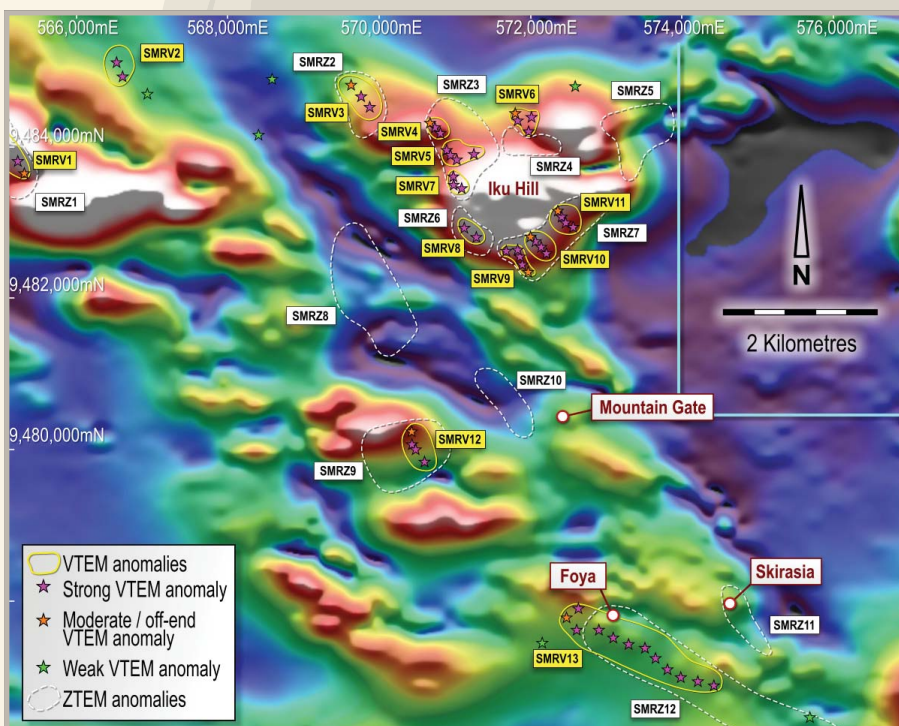 566,000mE
568,000mE
570,000mE
572,000mE
574,000mE
576,000mE
SMRV2
SMRZ2
SMRZ3
SMRV6
SMRZ5
SMRV3
9,484,000mN
SMRV4
SMRV1
SMRV5
SMRZ4
SMRV7
Iku Hill
SMRZ1
SMRV11
SMRZ6
SMRZ7
SMRV8
SMRV10
SMRV9
N
9,482,000mN
SMRZ8
2 Kilometres
SMRZ10
Mountain Gate
9,480,000mN
SMRV12
SMRZ9
VTEM anomalies
Strong VTEM anomaly
Moderate / off-end
VTEM anomaly
Weak VTEM anomaly
ZTEM anomalies
Foya
Skirasia
SMRZ11
SMRV13
SMRZ12